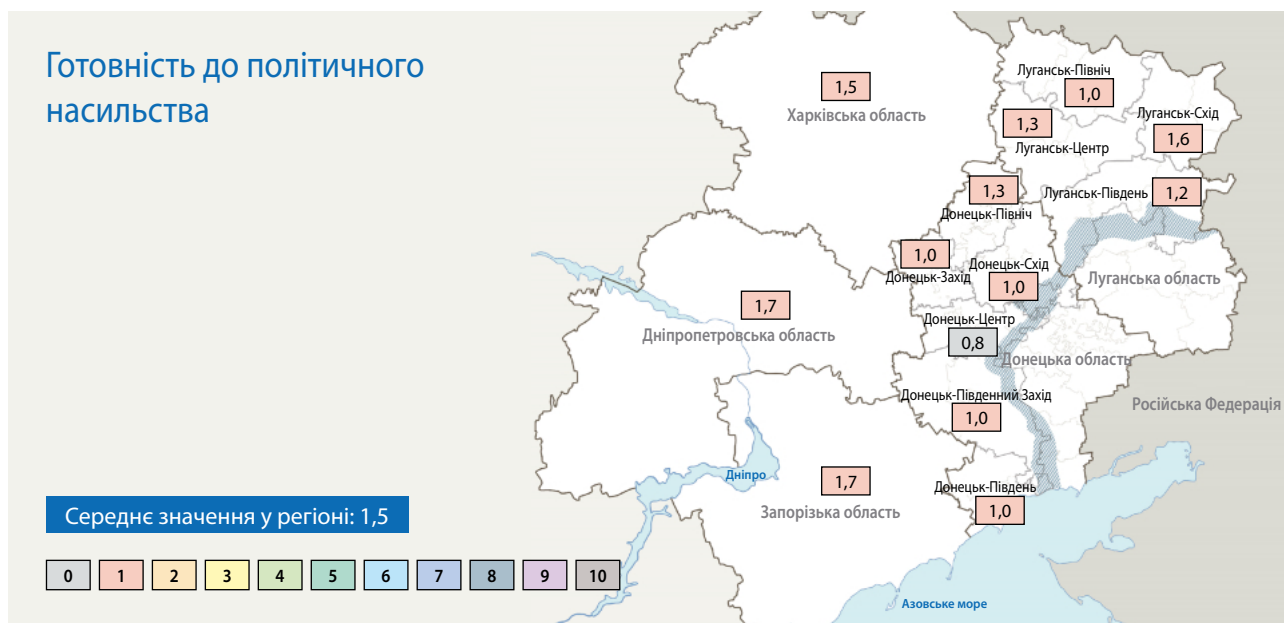 Готовність до політичного
насильства
1,5
Харківська область
Луганськ-Північ
1,0
Луганськ-Схід
1,6
1,3
Луганськ-Центр
Луганськ-Південь
1,2
1,3
Донецьк-Північ
1,0
Донецьк-Захід
Донецьк-Схід
1,0
Луганська область
1,7
Дніпропетровська область
Донецьк-Центр
0,8
Донецька область
Донецьк-Південний Захід
1,0
Російська Федерація
Дніпро
1,7
Запорізька область
Донецьк-Південь
1,0
Азовське море
Середнє значення у регіоні: 1,5
0 1 2 3 4 5 6 7 8 9 10